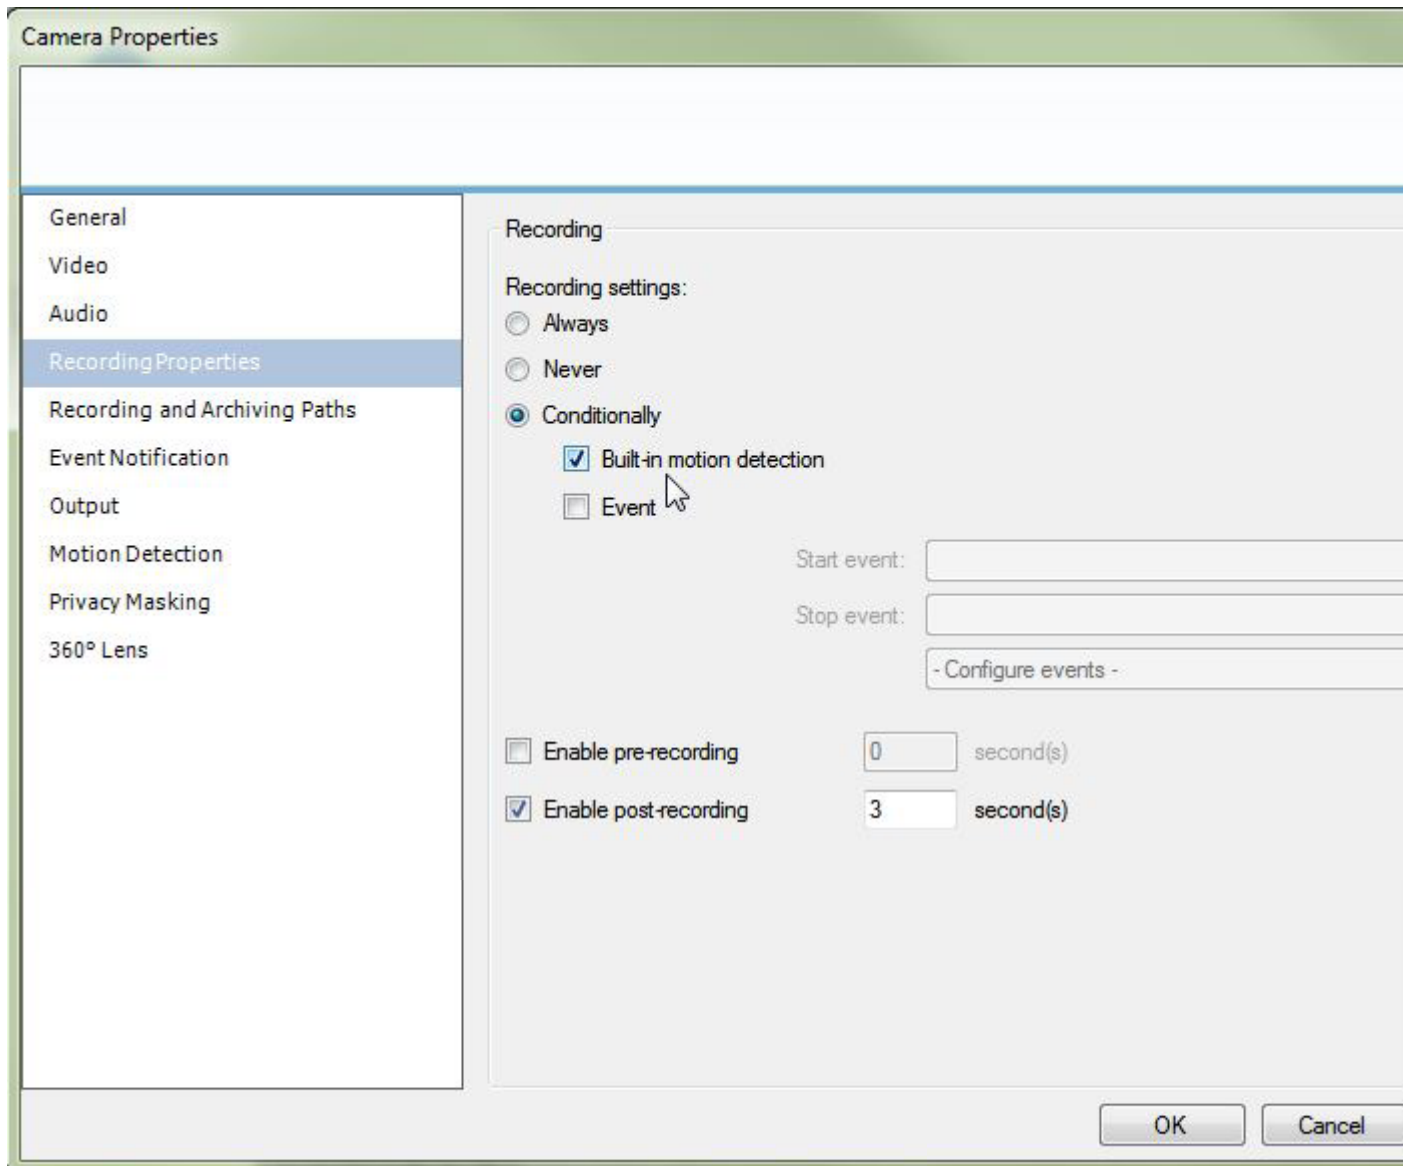 Camera Properties
General
Video
Audio
Recording Properties
Recording and Archiving Paths
Event Notification
Output
Motion Detection
Privacy Masking
360° Lens
Recording
Recording settings:
Always
Never
Conditionally
Built-in motion detection
Event
Start event:
Stop event:
- Configure events -
Enable pre-recording 0 second(s)
Enable post-recording 3 second(s)
OK Cancel